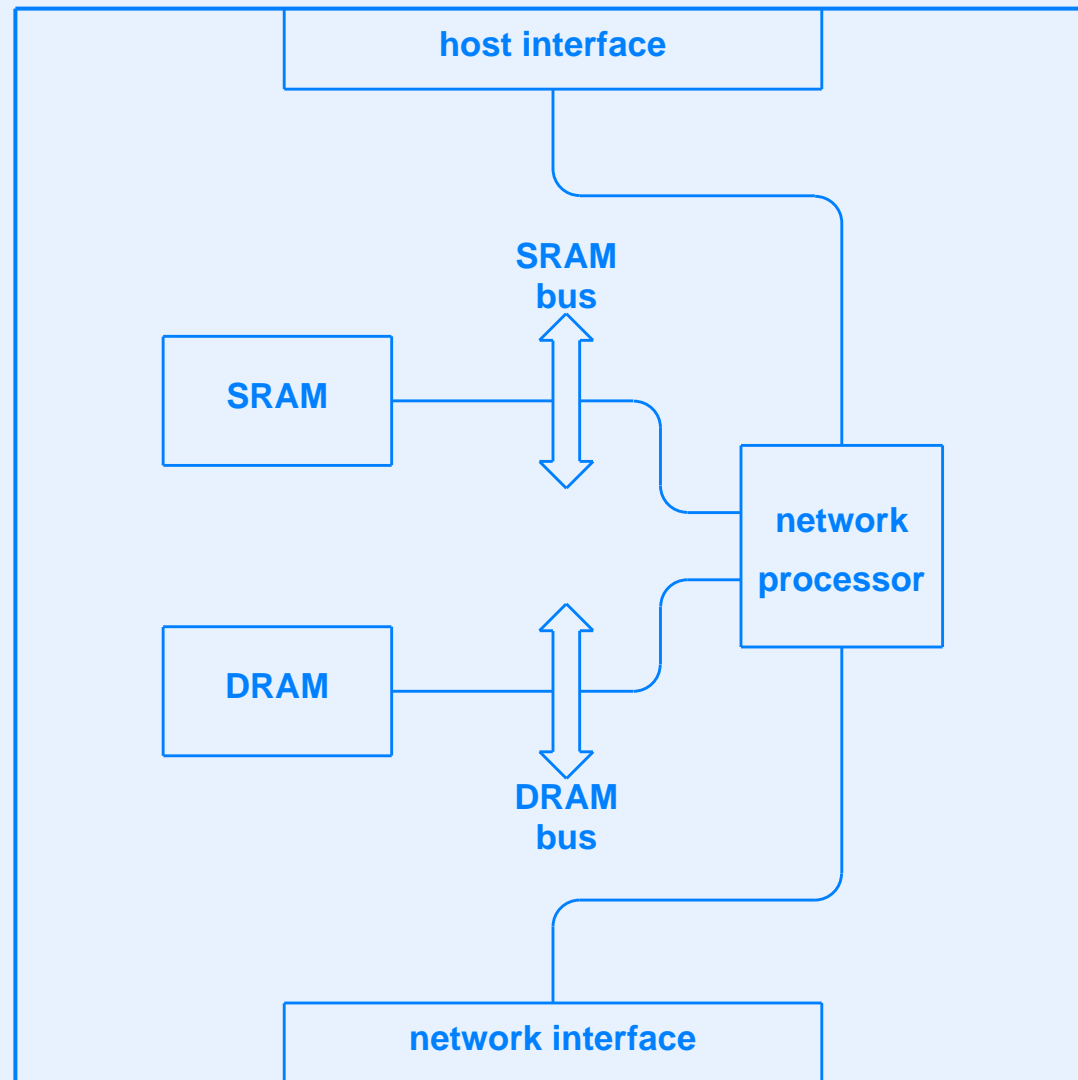 host interface
SRAM
bus
SRAM
network
processor
DRAM
DRAM
bus
network interface